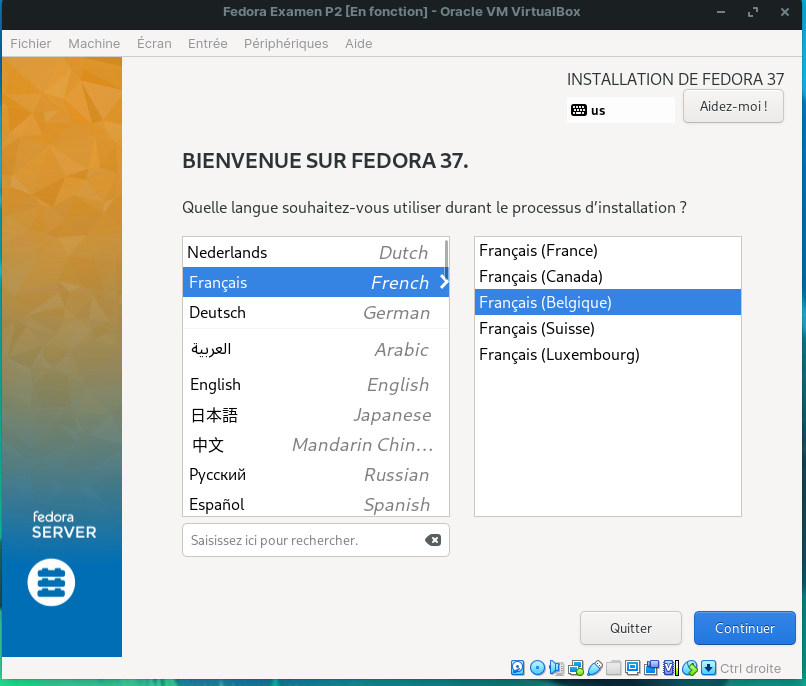 Fedora Examen P2 [En fonction] - Oracle VM VirtualBox
Fichier Machine Écran Entrée Périphériques Aide
INSTALLATION DE FEDORA 37
us Aidez-moi !
BIENVENUE SUR FEDORA 37.
Quelle langue souhaitez-vous utiliser durant le processus d’installation ?
Nederlands Dutch
Français French
Deutsch German
العربية Arabic
English English
日本語 Japanese
中文 Mandarin Chin…
Русский Russian
Español Spanish
Saisissez ici pour rechercher.
Français (France)
Français (Canada)
Français (Belgique)
Français (Suisse)
Français (Luxembourg)
fedora
SERVER
Quitter Continuer
Ctrl droite